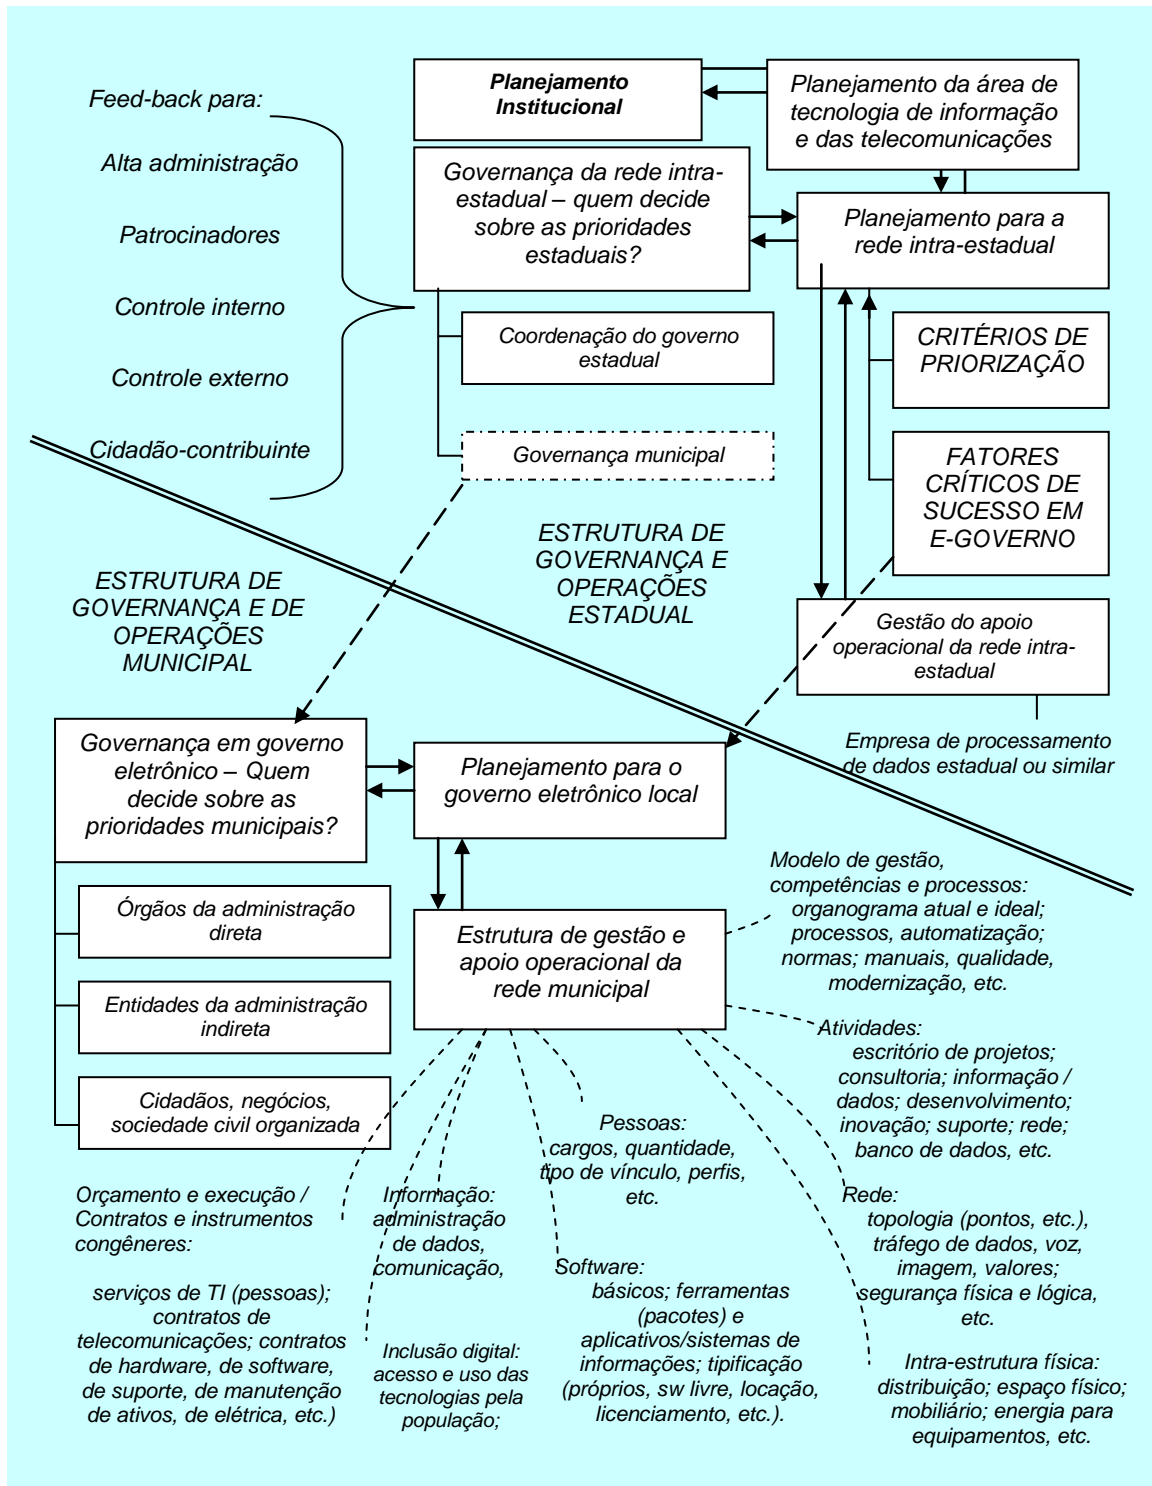 Planejamento
Institucional
Planejamento da área de
tecnologia de informação
e das telecomunicações
Feed-back para:
Alta administração
Patrocinadores
Controle interno
Controle externo
Cidadão-contribuinte
Governança da rede intra-
estadual – quem decide
sobre as prioridades
estaduais?
Planejamento para a
rede intra-estadual
Coordenação do governo
estadual
Governança municipal
CRITÉRIOS DE
PRIORIZAÇÃO
FATORES
CRÍTICOS DE
SUCESSO EM
E-GOVERNO
ESTRUTURA DE
GOVERNANÇA E
OPERAÇÕES
ESTADUAL
ESTRUTURA DE
GOVERNANÇA E DE
OPERAÇÕES
MUNICIPAL
Gestão do apoio
operacional da rede intra-
estadual
Empresa de processamento
de dados estadual ou similar
Governança em governo
eletrônico – Quem
decide sobre as
prioridades municipais?
Planejamento para o
governo eletrônico local
Órgãos da administração
direta
Entidades da administração
indireta
Cidadãos, negócios,
sociedade civil organizada
Estrutura de gestão e
apoio operacional da
rede municipal
Modelo de gestão,
competências e processos:
organograma atual e ideal;
processos, automatização;
normas; manuais, qualidade,
modernização, etc.
Atividades:
escritório de projetos;
consultoria; informação /
dados; desenvolvimento;
inovação; suporte; rede;
banco de dados, etc.
Pessoas:
cargos, quantidade,
tipo de vínculo, perfis,
etc.
Orçamento e execução /
Contratos e instrumentos
congêneres:
serviços de TI (pessoas);
contratos de
telecomunicações; contratos
de hardware, de software,
de suporte, de manutenção
de ativos, de elétrica, etc.)
Informação:
administração
de dados,
comunicação,
Inclusão digital:
acesso e uso das
tecnologias pela
população;
Software:
básicos; ferramentas
(pacotes) e
aplicativos/sistemas de
informações; tipificação
(próprios, sw livre, locação,
licenciamento, etc.).
Rede:
topologia (pontos, etc.),
tráfego de dados, voz,
imagem, valores;
segurança física e lógica,
etc.
Intra-estrutura física:
distribuição; espaço físico;
mobiliário; energia para
equipamentos, etc.